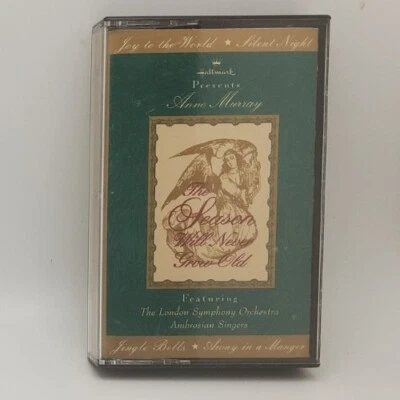 Joy to the World ★ Silent Night
Hallmark
Presents
Anne Murray
The
Season
Will Never
Grow Old
Featuring
The London Symphony Orchestra
Ambrosian Singers
Jingle Bells ★ Away in a Manger